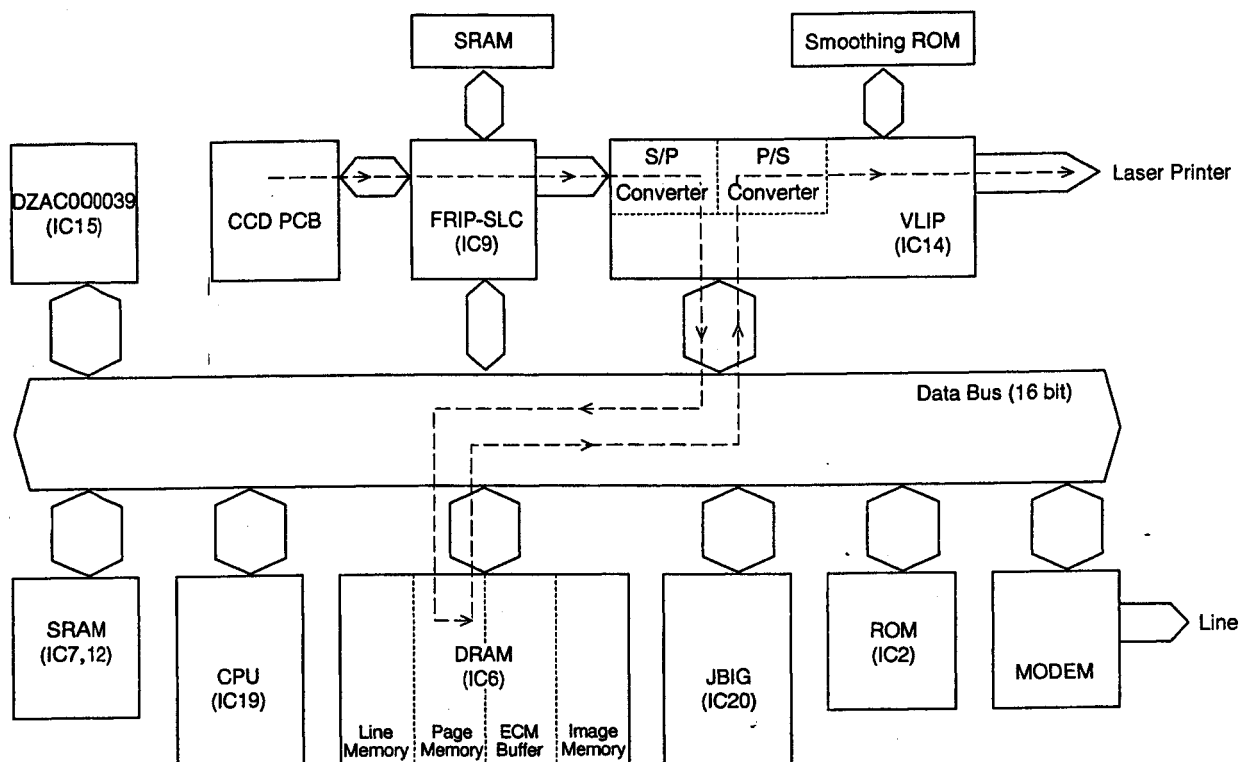 SRAM
Smoothing ROM
DZAC000039
(IC15)
CCD PCB
FRIP-SLC
(IC9)
S/P
Converter
P/S
Converter
VLIP
(IC14)
Laser Printer
Data Bus (16 bit)
SRAM
(IC7,12)
CPU
(IC19)
DRAM
(IC6)
Line
Memory
Page
Memory
ECM
Buffer
Image
Memory
JBIG
(IC20)
ROM
(IC2)
MODEM
Line